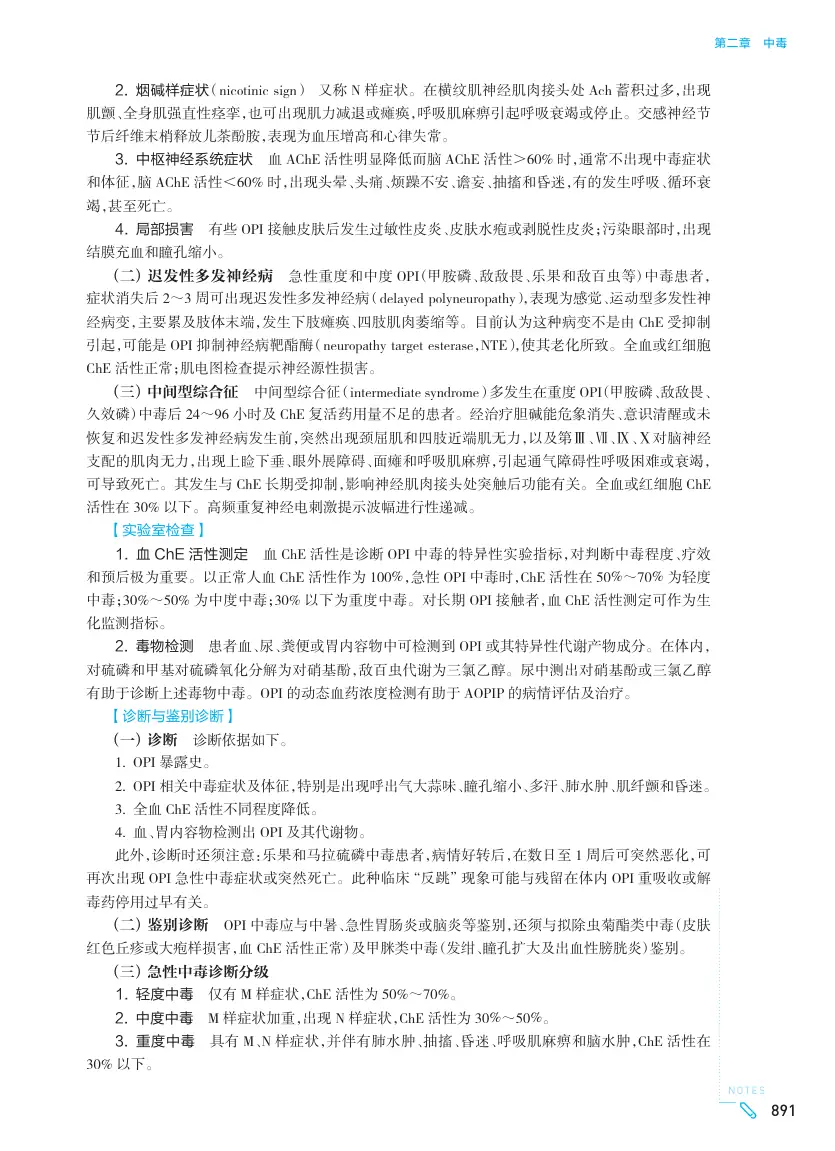 第二章　中毒
2. 烟碱样症状（nicotinic sign）　又称 N 样症状。在横纹肌神经肌肉接头处 Ach 蓄积过多，出现
肌颤、全身肌强直性痉挛，也可出现肌力减退或瘫痪，呼吸肌麻痹引起呼吸衰竭或停止。交感神经节
节后纤维末梢释放儿茶酚胺，表现为血压增高和心律失常。
3. 中枢神经系统症状　血 AChE 活性明显降低而脑 AChE 活性＞60% 时，通常不出现中毒症状
和体征，脑 AChE 活性＜60% 时，出现头晕、头痛、烦躁不安、谵妄、抽搐和昏迷，有的发生呼吸、循环衰
竭，甚至死亡。
4. 局部损害　有些 OPI 接触皮肤后发生过敏性皮炎、皮肤水疱或剥脱性皮炎；污染眼部时，出现
结膜充血和瞳孔缩小。
（二）迟发性多发神经病　急性重度和中度 OPI（甲胺磷、敌敌畏、乐果和敌百虫等）中毒患者，
症状消失后 2～3 周可出现迟发性多发神经病（delayed polyneuropathy），表现为感觉、运动型多发性神
经病变，主要累及肢体末端，发生下肢瘫痪、四肢肌肉萎缩等。目前认为这种病变不是由 ChE 受抑制
引起，可能是 OPI 抑制神经病靶酯酶（neuropathy target esterase，NTE），使其老化所致。全血或红细胞
ChE 活性正常；肌电图检查提示神经源性损害。
（三）中间型综合征　中间型综合征（intermediate syndrome）多发生在重度 OPI（甲胺磷、敌敌畏、
久效磷）中毒后 24～96 小时及 ChE 复活药用量不足的患者。经治疗胆碱能危象消失、意识清醒或未
恢复和迟发性多发神经病发生前，突然出现颈屈肌和四肢近端肌无力，以及第Ⅲ、Ⅶ、Ⅸ、Ⅹ对脑神经
支配的肌肉无力，出现上睑下垂、眼外展障碍、面瘫和呼吸肌麻痹，引起通气障碍性呼吸困难或衰竭，
可导致死亡。其发生与 ChE 长期受抑制，影响神经肌肉接头处突触后功能有关。全血或红细胞 ChE
活性在 30% 以下。高频重复神经电刺激提示波幅进行性递减。
【实验室检查】
1. 血 ChE 活性测定　血 ChE 活性是诊断 OPI 中毒的特异性实验指标，对判断中毒程度、疗效
和预后极为重要。以正常人血 ChE 活性作为 100%，急性 OPI 中毒时，ChE 活性在 50%～70% 为轻度
中毒；30%～50% 为中度中毒；30% 以下为重度中毒。对长期 OPI 接触者，血 ChE 活性测定可作为生
化监测指标。
2. 毒物检测　患者血、尿、粪便或胃内容物中可检测到 OPI 或其特异性代谢产物成分。在体内，
对硫磷和甲基对硫磷氧化分解为对硝基酚，敌百虫代谢为三氯乙醇。尿中测出对硝基酚或三氯乙醇
有助于诊断上述毒物中毒。OPI 的动态血药浓度检测有助于 AOPIP 的病情评估及治疗。
【诊断与鉴别诊断】
（一）诊断　诊断依据如下。
1. OPI 暴露史。
2. OPI 相关中毒症状及体征，特别是出现呼出气大蒜味、瞳孔缩小、多汗、肺水肿、肌纤颤和昏迷。
3. 全血 ChE 活性不同程度降低。
4. 血、胃内容物检测出 OPI 及其代谢物。
此外，诊断时还须注意：乐果和马拉硫磷中毒患者，病情好转后，在数日至 1 周后可突然恶化，可
再次出现 OPI 急性中毒症状或突然死亡。此种临床“反跳”现象可能与残留在体内 OPI 重吸收或解
毒药停用过早有关。
（二）鉴别诊断　OPI 中毒应与中暑、急性胃肠炎或脑炎等鉴别，还须与拟除虫菊酯类中毒（皮肤
红色丘疹或大疱样损害，血 ChE 活性正常）及甲脒类中毒（发绀、瞳孔扩大及出血性膀胱炎）鉴别。
（三）急性中毒诊断分级
1. 轻度中毒　仅有 M 样症状，ChE 活性为 50%～70%。
2. 中度中毒　M 样症状加重，出现 N 样症状，ChE 活性为 30%～50%。
3. 重度中毒　具有 M、N 样症状，并伴有肺水肿、抽搐、昏迷、呼吸肌麻痹和脑水肿，ChE 活性在
30% 以下。
NOTES
891